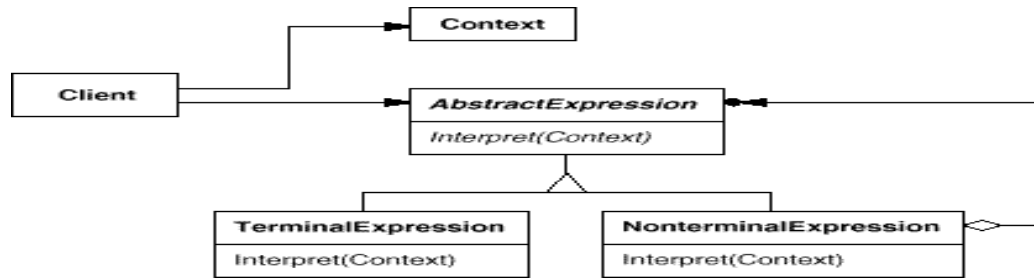 Context
Client
AbstractExpression
Interpret(Context)
TerminalExpression
NonterminalExpression
Interpret(Context)
Interpret(Context)